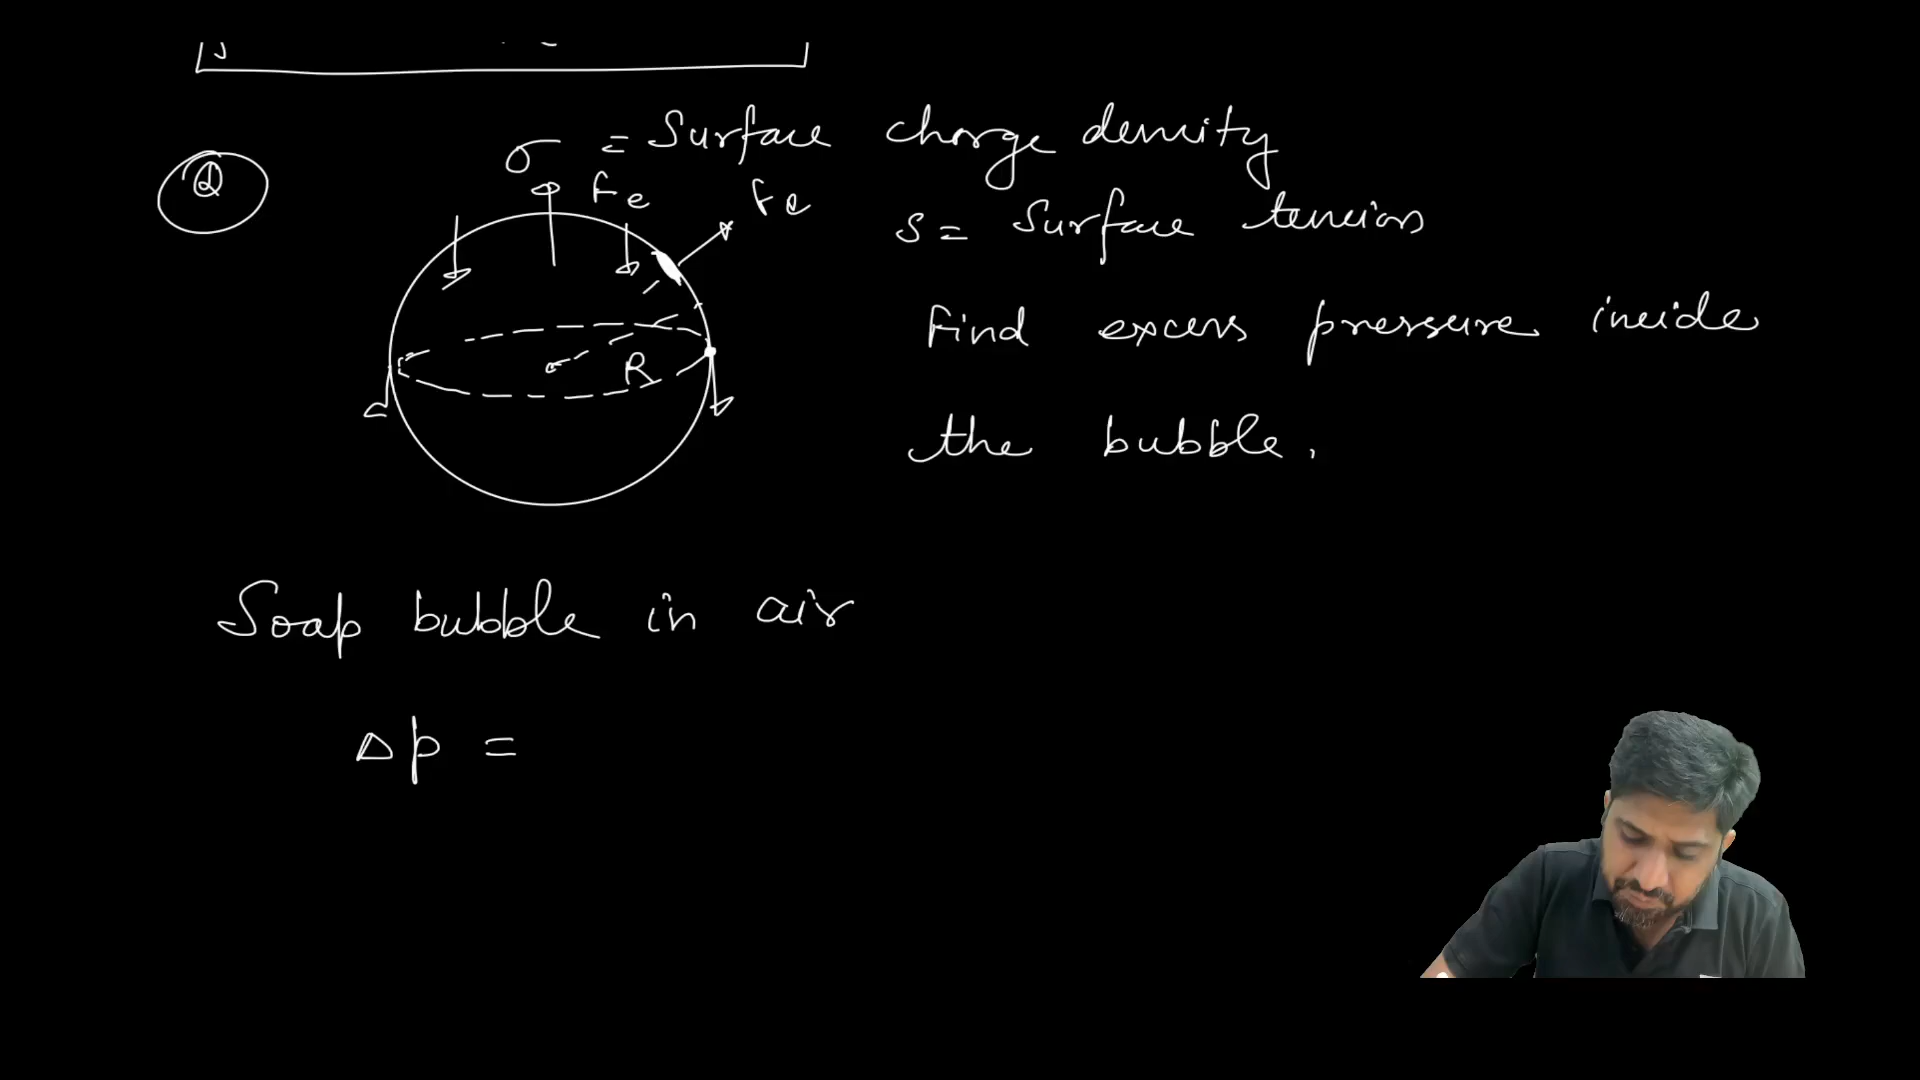 Q
σ = Surface charge density
Fe
Fe
s = Surface tension
R
Find excess pressure inside
the bubble.
Soap bubble in air
Δp =